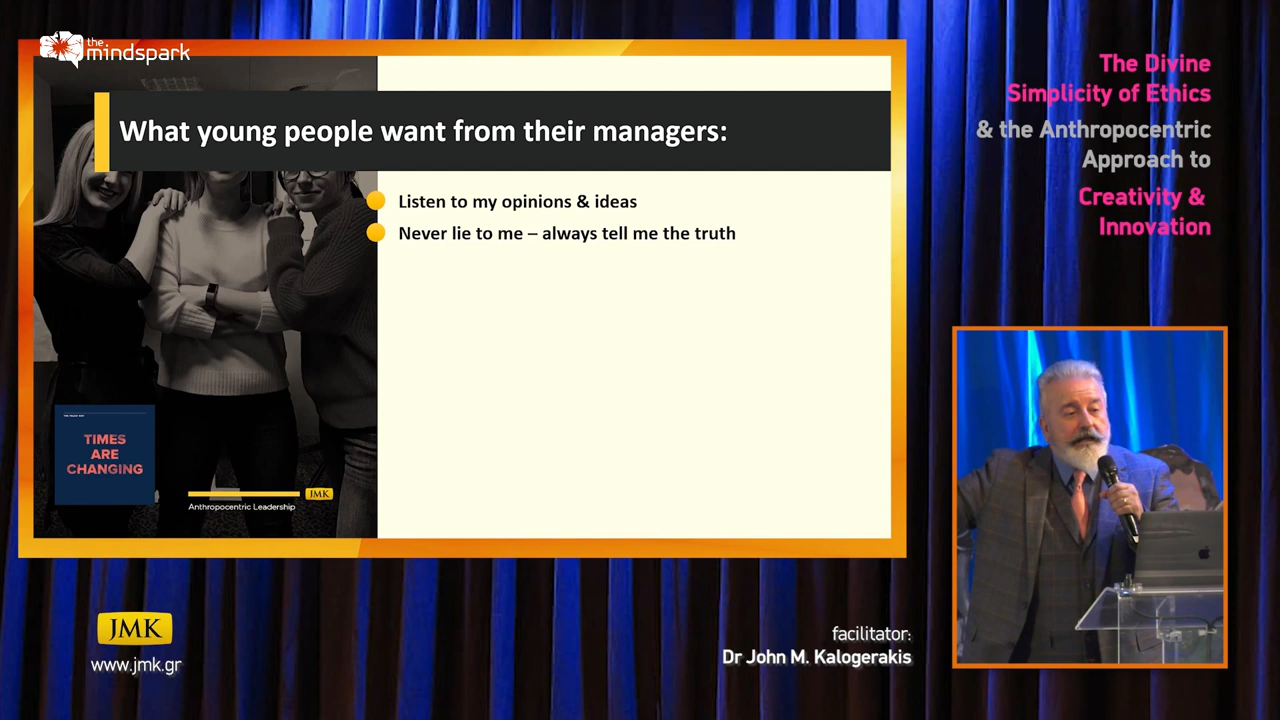 the
mindspark
What young people want from their managers:
Listen to my opinions & ideas
Never lie to me – always tell me the truth
TIMES
ARE
CHANGING
JMK
Anthropocentric Leadership
The Divine
Simplicity of Ethics
& the Anthropocentric
Approach to
Creativity &
Innovation
JMK
www.jmk.gr
facilitator:
Dr John M. Kalogerakis